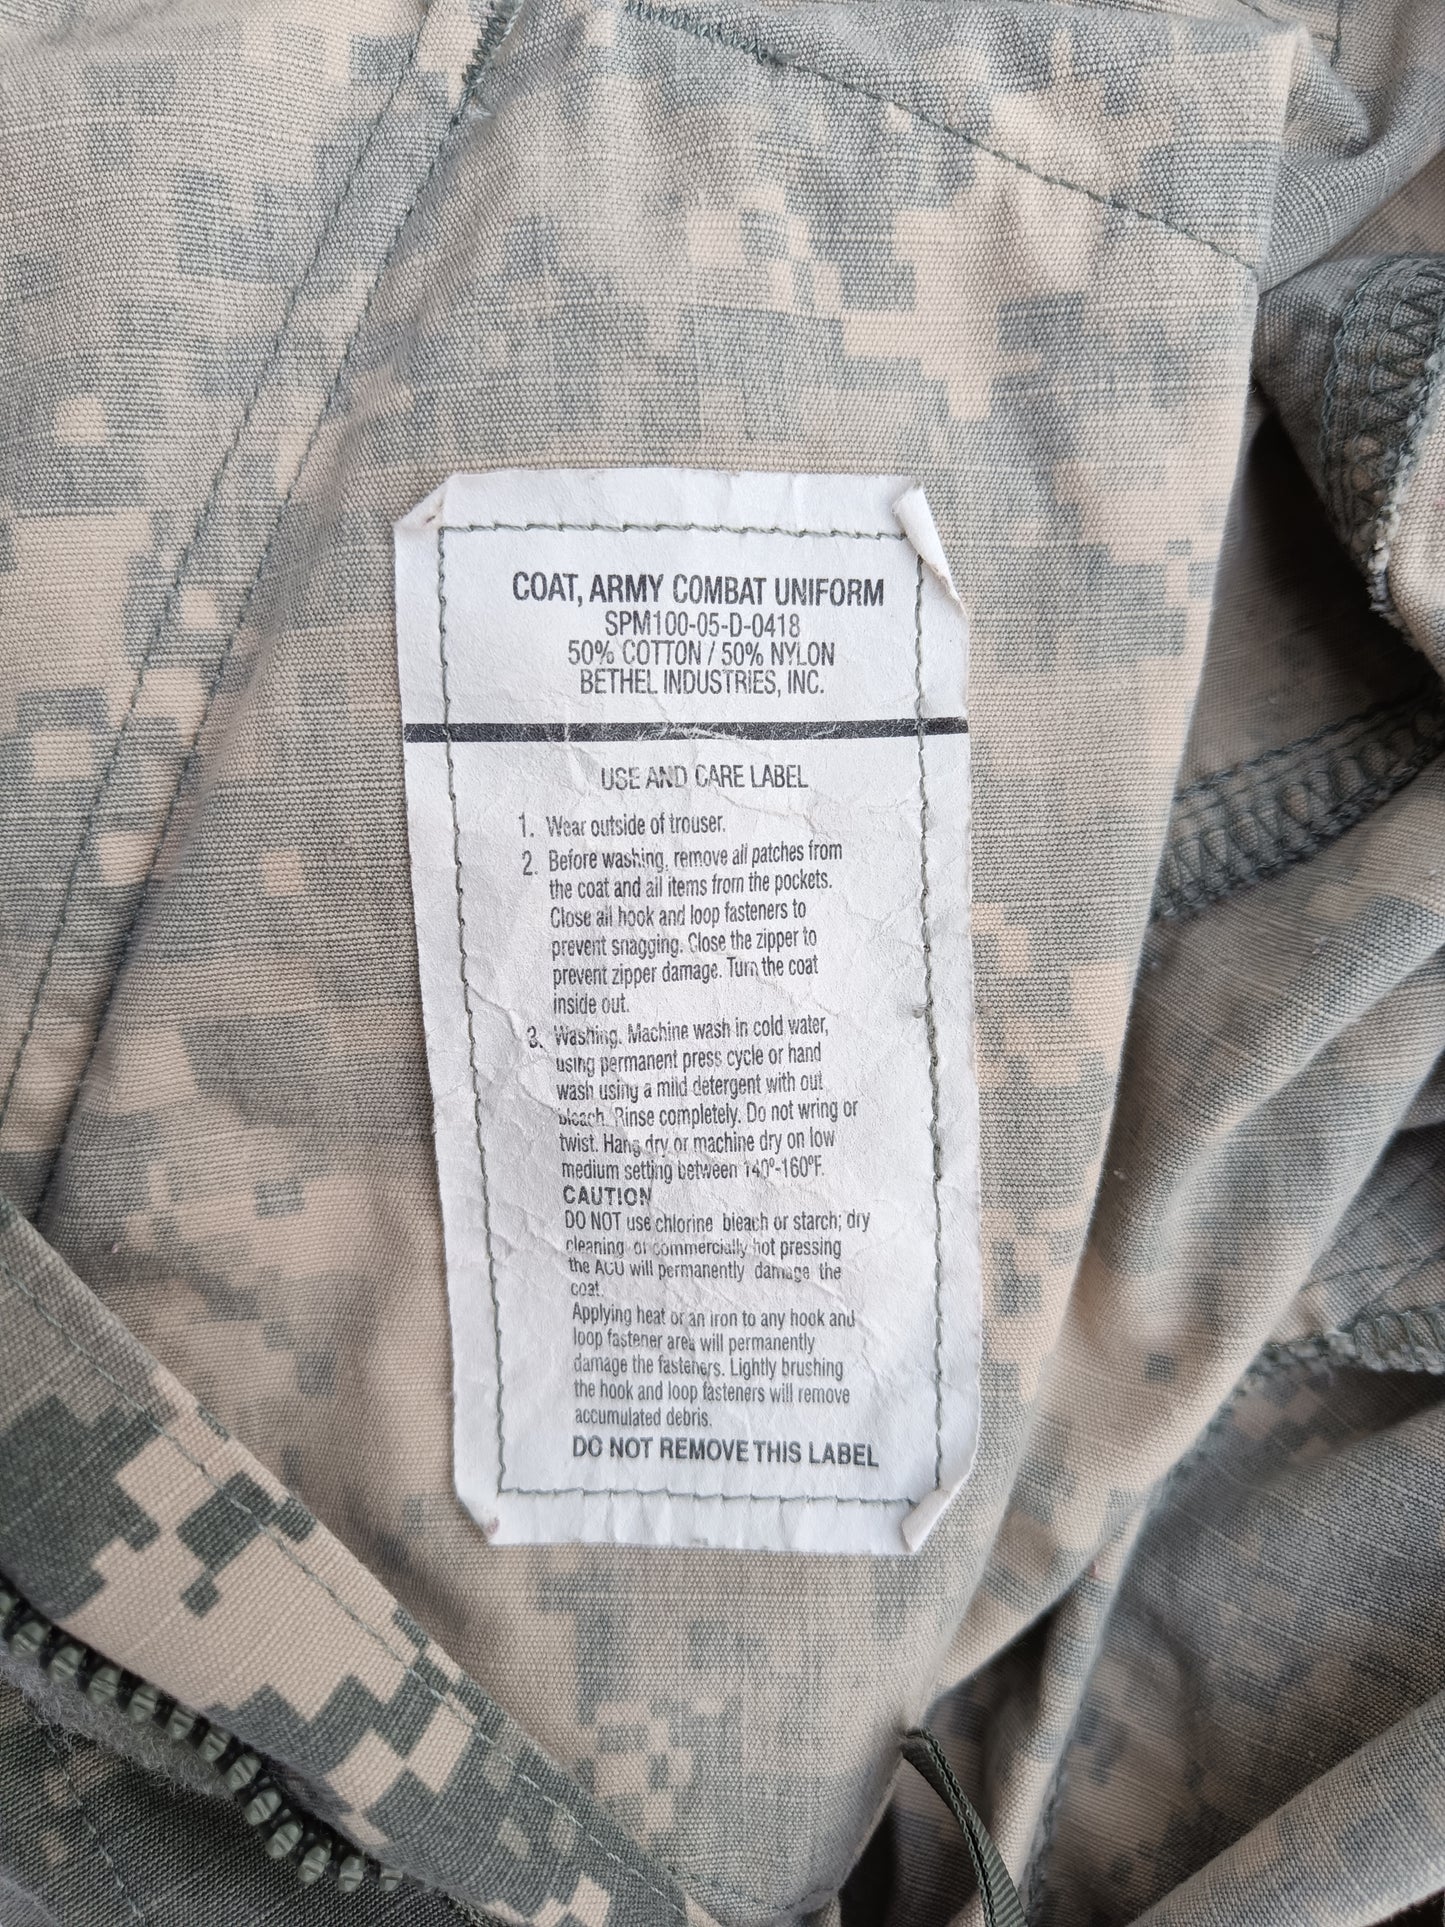 COAT, ARMY COMBAT UNIFORM
SPM100-05-D-0418
50% COTTON / 50% NYLON
BETHEL INDUSTRIES, INC.
USE AND CARE LABEL
1. Wear outside of trouser.
2. Before washing, remove all patches from
the coat and all items from the pockets.
Close all hook and loop fasteners to
prevent snagging. Close the zipper to
prevent zipper damage. Turn the coat
inside out.
3. Washing. Machine wash in cold water,
using permanent press cycle or hand
wash using a mild detergent with out
bleach. Rinse completely. Do not wring or
twist. Hang dry or machine dry on low
medium setting between 140°-160°F.
CAUTION
DO NOT use chlorine bleach or starch; dry
cleaning or commercially hot pressing
the ACU will permanently damage the
coat.
Applying heat or an iron to any hook and
loop fastener area will permanently
damage the fasteners. Lightly brushing
the hook and loop fasteners will remove
accumulated debris.
DO NOT REMOVE THIS LABEL